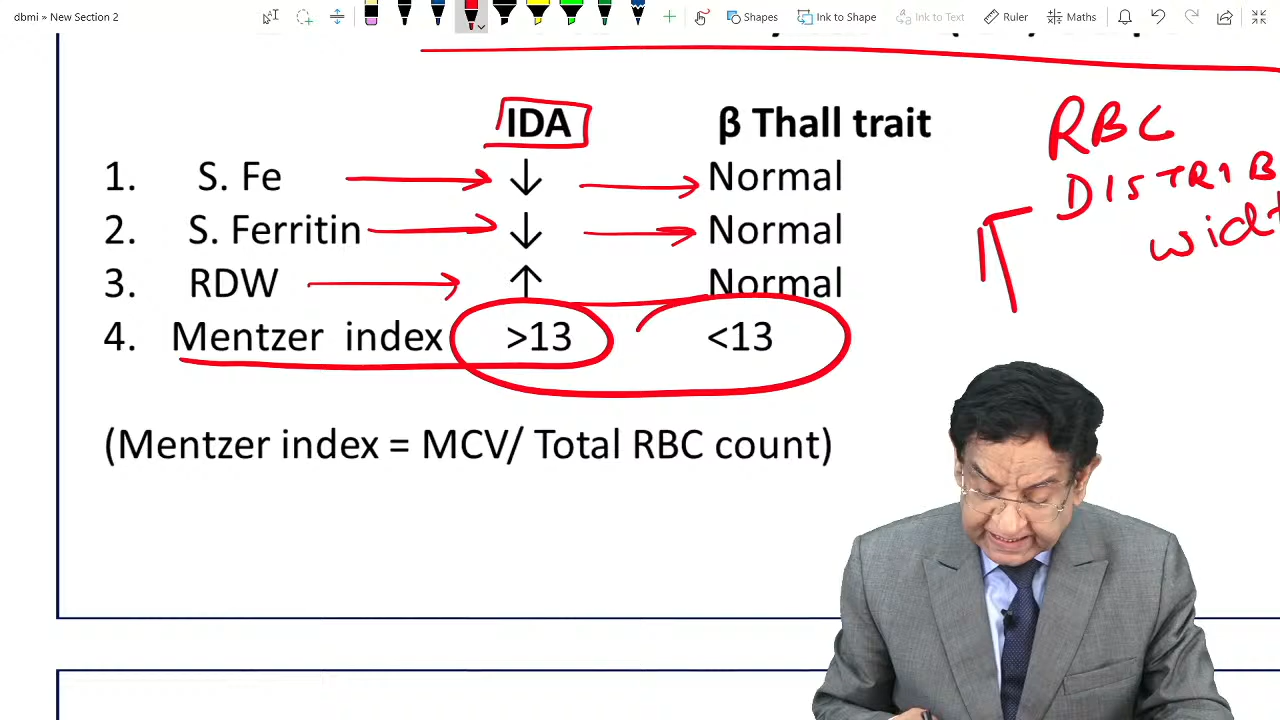 dbmi » New Section 2
Shapes
Ink to Shape
Ink to Text
Ruler
Maths
IDA β Thall trait
1. S. Fe ↓ Normal
2. S. Ferritin ↓ Normal
3. RDW ↑ Normal
4. Mentzer index >13 <13
(Mentzer index = MCV/ Total RBC count)
RBC
DISTRIB
widt